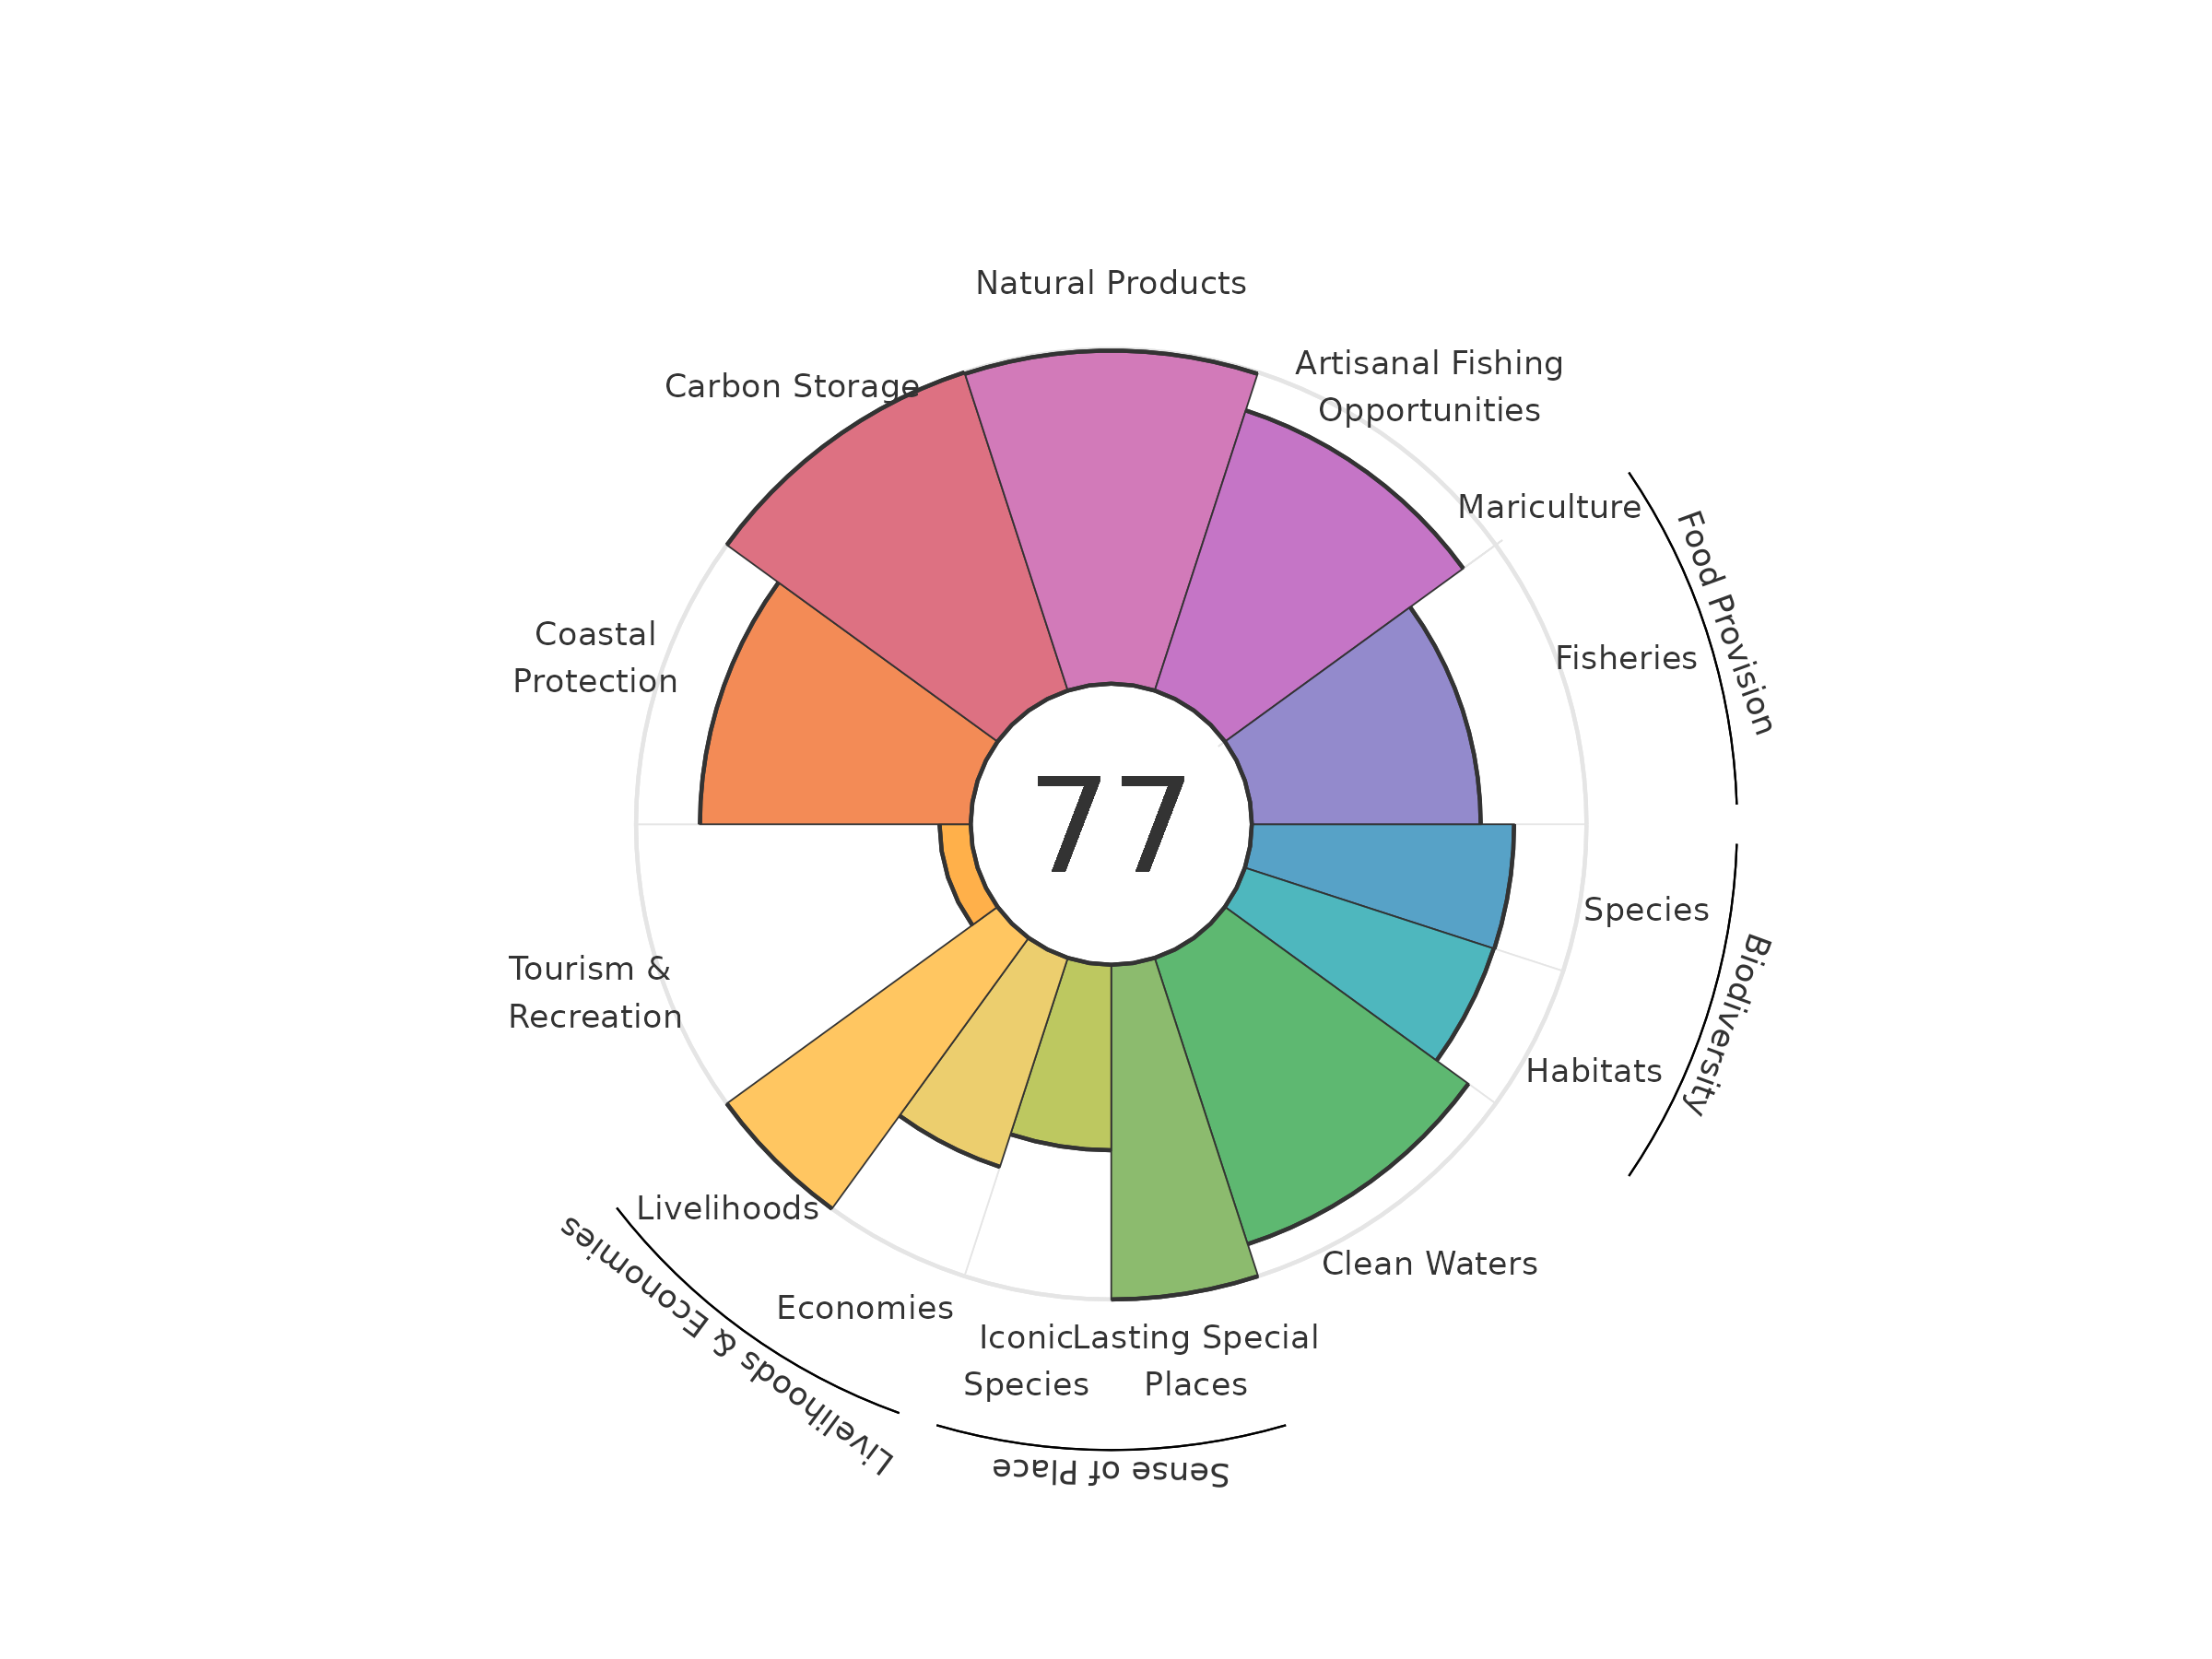 Natural Products
Artisanal Fishing
Opportunities
Carbon Storage
Mariculture
Food Provision
Coastal
Protection
Fisheries
77
Species
Biodiversity
Tourism &
Recreation
Habitats
Livelihoods
Clean Waters
Economies
Livelihoods & Economies
Iconic
Species
Lasting Special
Places
Sense of Place